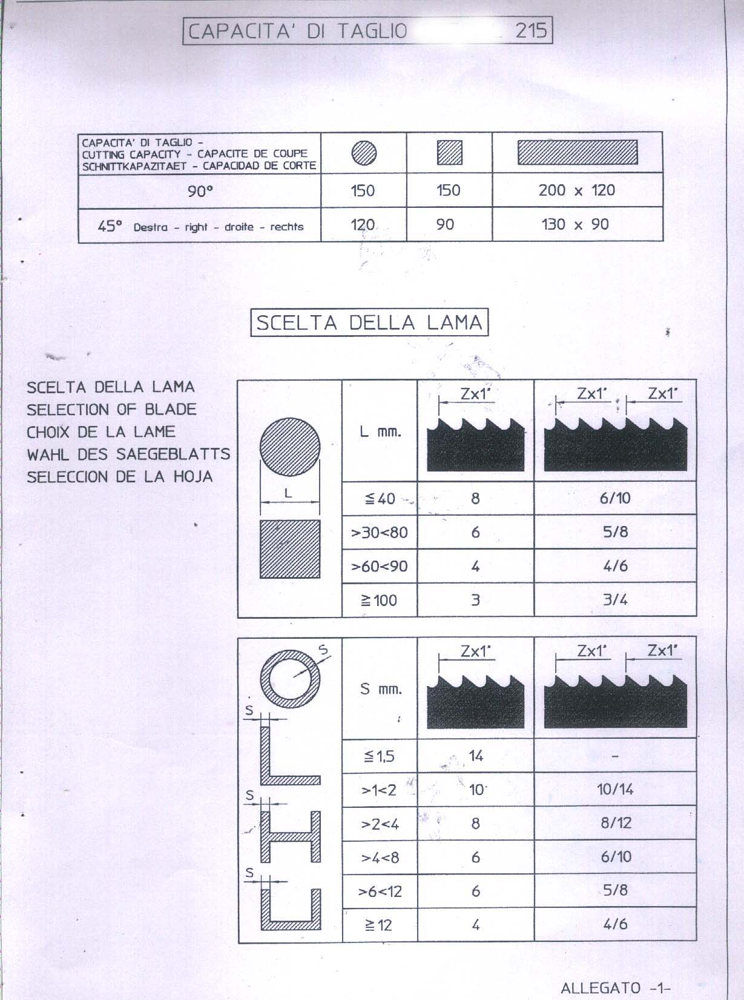 CAPACITA' DI TAGLIO 215
CAPACITA' DI TAGLIO -
CUTTING CAPACITY - CAPACITE DE COUPE
SCHNITTKAPAZITAET - CAPACIDAD DE CORTE
90° 150 150 200 x 120
45° Destra - right - droite - rechts 120 90 130 x 90
SCELTA DELLA LAMA
SCELTA DELLA LAMA
SELECTION OF BLADE
CHOIX DE LA LAME
WAHL DES SAEGEBLATTS
SELECCION DE LA HOJA
L
L mm. Zx1" Zx1" Zx1"
≦40 8 6/10
>30<80 6 5/8
>60<90 4 4/6
≧100 3 3/4
S
S
S
S
S mm. Zx1" Zx1" Zx1"
≦1,5 14 -
>1<2 10 10/14
>2<4 8 8/12
>4<8 6 6/10
>6<12 6 5/8
≧12 4 4/6
ALLEGATO -1-